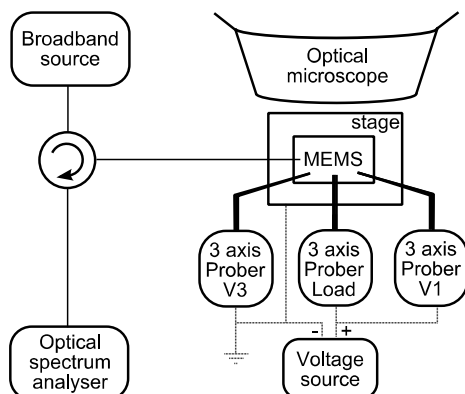 Broadband
source
Optical
microscope
stage
MEMS
3 axis
Prober
V3
3 axis
Prober
Load
3 axis
Prober
V1
- +
Optical
spectrum
analyser
Voltage
source